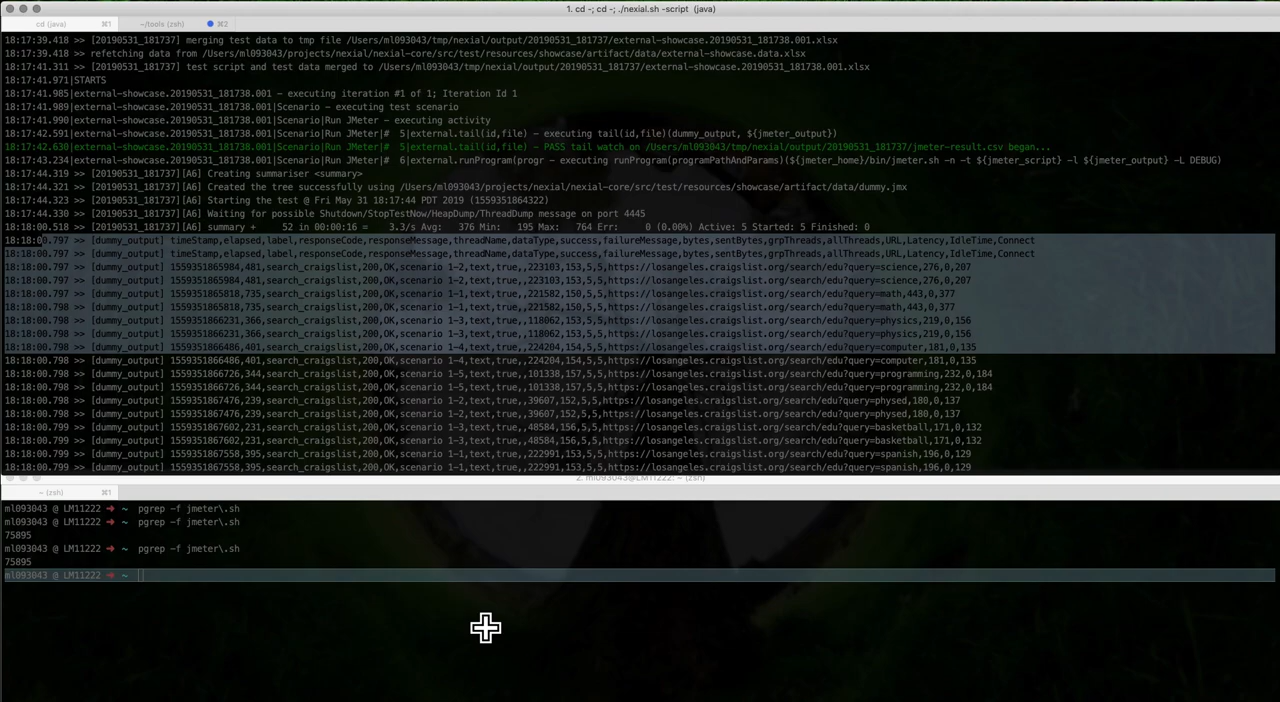 1. cd -; cd -; ./nexial.sh -script (java)
cd (java) ⌘1 ~/tools (zsh) ⌘2
18:17:39.418 >> [20190531_181737] merging test data to tmp file /Users/ml093043/tmp/nexial/output/20190531_181737/external-showcase.20190531_181738.001.xlsx
18:17:39.418 >> [20190531_181737] refetching data from /Users/ml093043/projects/nexial/nexial-core/src/test/resources/showcase/artifact/data/external-showcase.data.xlsx
18:17:41.311 >> [20190531_181737] test script and test data merged to /Users/ml093043/tmp/nexial/output/20190531_181737/external-showcase.20190531_181738.001.xlsx
18:17:41.971|STARTS
18:17:41.985|external-showcase.20190531_181738.001 - executing iteration #1 of 1; Iteration Id 1
18:17:41.989|external-showcase.20190531_181738.001|Scenario - executing test scenario
18:17:41.990|external-showcase.20190531_181738.001|Scenario|Run JMeter - executing activity
18:17:42.591|external-showcase.20190531_181738.001|Scenario|Run JMeter|#  5|external.tail(id,file) - executing tail(id,file)(dummy_output, ${jmeter_output})
18:17:42.630|external-showcase.20190531_181738.001|Scenario|Run JMeter|#  5|external.tail(id,file) - PASS tail watch on /Users/ml093043/tmp/nexial/output/20190531_181737/jmeter-result.csv began...
18:17:43.234|external-showcase.20190531_181738.001|Scenario|Run JMeter|#  6|external.runProgram(progr - executing runProgram(programPathAndParams)(${jmeter_home}/bin/jmeter.sh -n -t ${jmeter_script} -l ${jmeter_output} -L DEBUG)
18:17:44.319 >> [20190531_181737][A6] Creating summariser <summary>
18:17:44.321 >> [20190531_181737][A6] Created the tree successfully using /Users/ml093043/projects/nexial/nexial-core/src/test/resources/showcase/artifact/data/dummy.jmx
18:17:44.323 >> [20190531_181737][A6] Starting the test @ Fri May 31 18:17:44 PDT 2019 (1559351864322)
18:17:44.330 >> [20190531_181737][A6] Waiting for possible Shutdown/StopTestNow/HeapDump/ThreadDump message on port 4445
18:18:00.518 >> [20190531_181737][A6] summary +     52 in 00:00:16 =    3.3/s Avg:   376 Min:   195 Max:   764 Err:     0 (0.00%) Active: 5 Started: 5 Finished: 0
18:18:00.797 >> [dummy_output] timeStamp,elapsed,label,responseCode,responseMessage,threadName,dataType,success,failureMessage,bytes,sentBytes,grpThreads,allThreads,URL,Latency,IdleTime,Connect
18:18:00.797 >> [dummy_output] timeStamp,elapsed,label,responseCode,responseMessage,threadName,dataType,success,failureMessage,bytes,sentBytes,grpThreads,allThreads,URL,Latency,IdleTime,Connect
18:18:00.797 >> [dummy_output] 1559351865984,481,search_craigslist,200,OK,scenario 1-2,text,true,,223103,153,5,5,https://losangeles.craigslist.org/search/edu?query=science,276,0,207
18:18:00.797 >> [dummy_output] 1559351865984,481,search_craigslist,200,OK,scenario 1-2,text,true,,223103,153,5,5,https://losangeles.craigslist.org/search/edu?query=science,276,0,207
18:18:00.797 >> [dummy_output] 1559351865818,735,search_craigslist,200,OK,scenario 1-1,text,true,,221582,150,5,5,https://losangeles.craigslist.org/search/edu?query=math,443,0,377
18:18:00.797 >> [dummy_output] 1559351865818,735,search_craigslist,200,OK,scenario 1-1,text,true,,221582,150,5,5,https://losangeles.craigslist.org/search/edu?query=math,443,0,377
18:18:00.798 >> [dummy_output] 1559351866231,366,search_craigslist,200,OK,scenario 1-3,text,true,,118062,153,5,5,https://losangeles.craigslist.org/search/edu?query=physics,219,0,156
18:18:00.798 >> [dummy_output] 1559351866231,366,search_craigslist,200,OK,scenario 1-3,text,true,,118062,153,5,5,https://losangeles.craigslist.org/search/edu?query=physics,219,0,156
18:18:00.798 >> [dummy_output] 1559351866486,401,search_craigslist,200,OK,scenario 1-4,text,true,,224204,154,5,5,https://losangeles.craigslist.org/search/edu?query=computer,181,0,135
18:18:00.798 >> [dummy_output] 1559351866486,401,search_craigslist,200,OK,scenario 1-4,text,true,,224204,154,5,5,https://losangeles.craigslist.org/search/edu?query=computer,181,0,135
18:18:00.798 >> [dummy_output] 1559351866726,344,search_craigslist,200,OK,scenario 1-5,text,true,,101338,157,5,5,https://losangeles.craigslist.org/search/edu?query=programming,232,0,184
18:18:00.798 >> [dummy_output] 1559351866726,344,search_craigslist,200,OK,scenario 1-5,text,true,,101338,157,5,5,https://losangeles.craigslist.org/search/edu?query=programming,232,0,184
18:18:00.798 >> [dummy_output] 1559351867476,239,search_craigslist,200,OK,scenario 1-2,text,true,,39607,152,5,5,https://losangeles.craigslist.org/search/edu?query=physed,180,0,137
18:18:00.798 >> [dummy_output] 1559351867476,239,search_craigslist,200,OK,scenario 1-2,text,true,,39607,152,5,5,https://losangeles.craigslist.org/search/edu?query=physed,180,0,137
18:18:00.799 >> [dummy_output] 1559351867602,231,search_craigslist,200,OK,scenario 1-3,text,true,,48584,156,5,5,https://losangeles.craigslist.org/search/edu?query=basketball,171,0,132
18:18:00.799 >> [dummy_output] 1559351867602,231,search_craigslist,200,OK,scenario 1-3,text,true,,48584,156,5,5,https://losangeles.craigslist.org/search/edu?query=basketball,171,0,132
18:18:00.799 >> [dummy_output] 1559351867558,395,search_craigslist,200,OK,scenario 1-1,text,true,,222991,153,5,5,https://losangeles.craigslist.org/search/edu?query=spanish,196,0,129
18:18:00.799 >> [dummy_output] 1559351867558,395,search_craigslist,200,OK,scenario 1-1,text,true,,222991,153,5,5,https://losangeles.craigslist.org/search/edu?query=spanish,196,0,129
2. ml093043@LM11222: ~ (zsh)
~ (zsh) ⌘1
ml093043 @ LM11222 ➜ ~ pgrep -f jmeter\.sh
ml093043 @ LM11222 ➜ ~ pgrep -f jmeter\.sh
75895
ml093043 @ LM11222 ➜ ~ pgrep -f jmeter\.sh
75895
ml093043 @ LM11222 ➜ ~